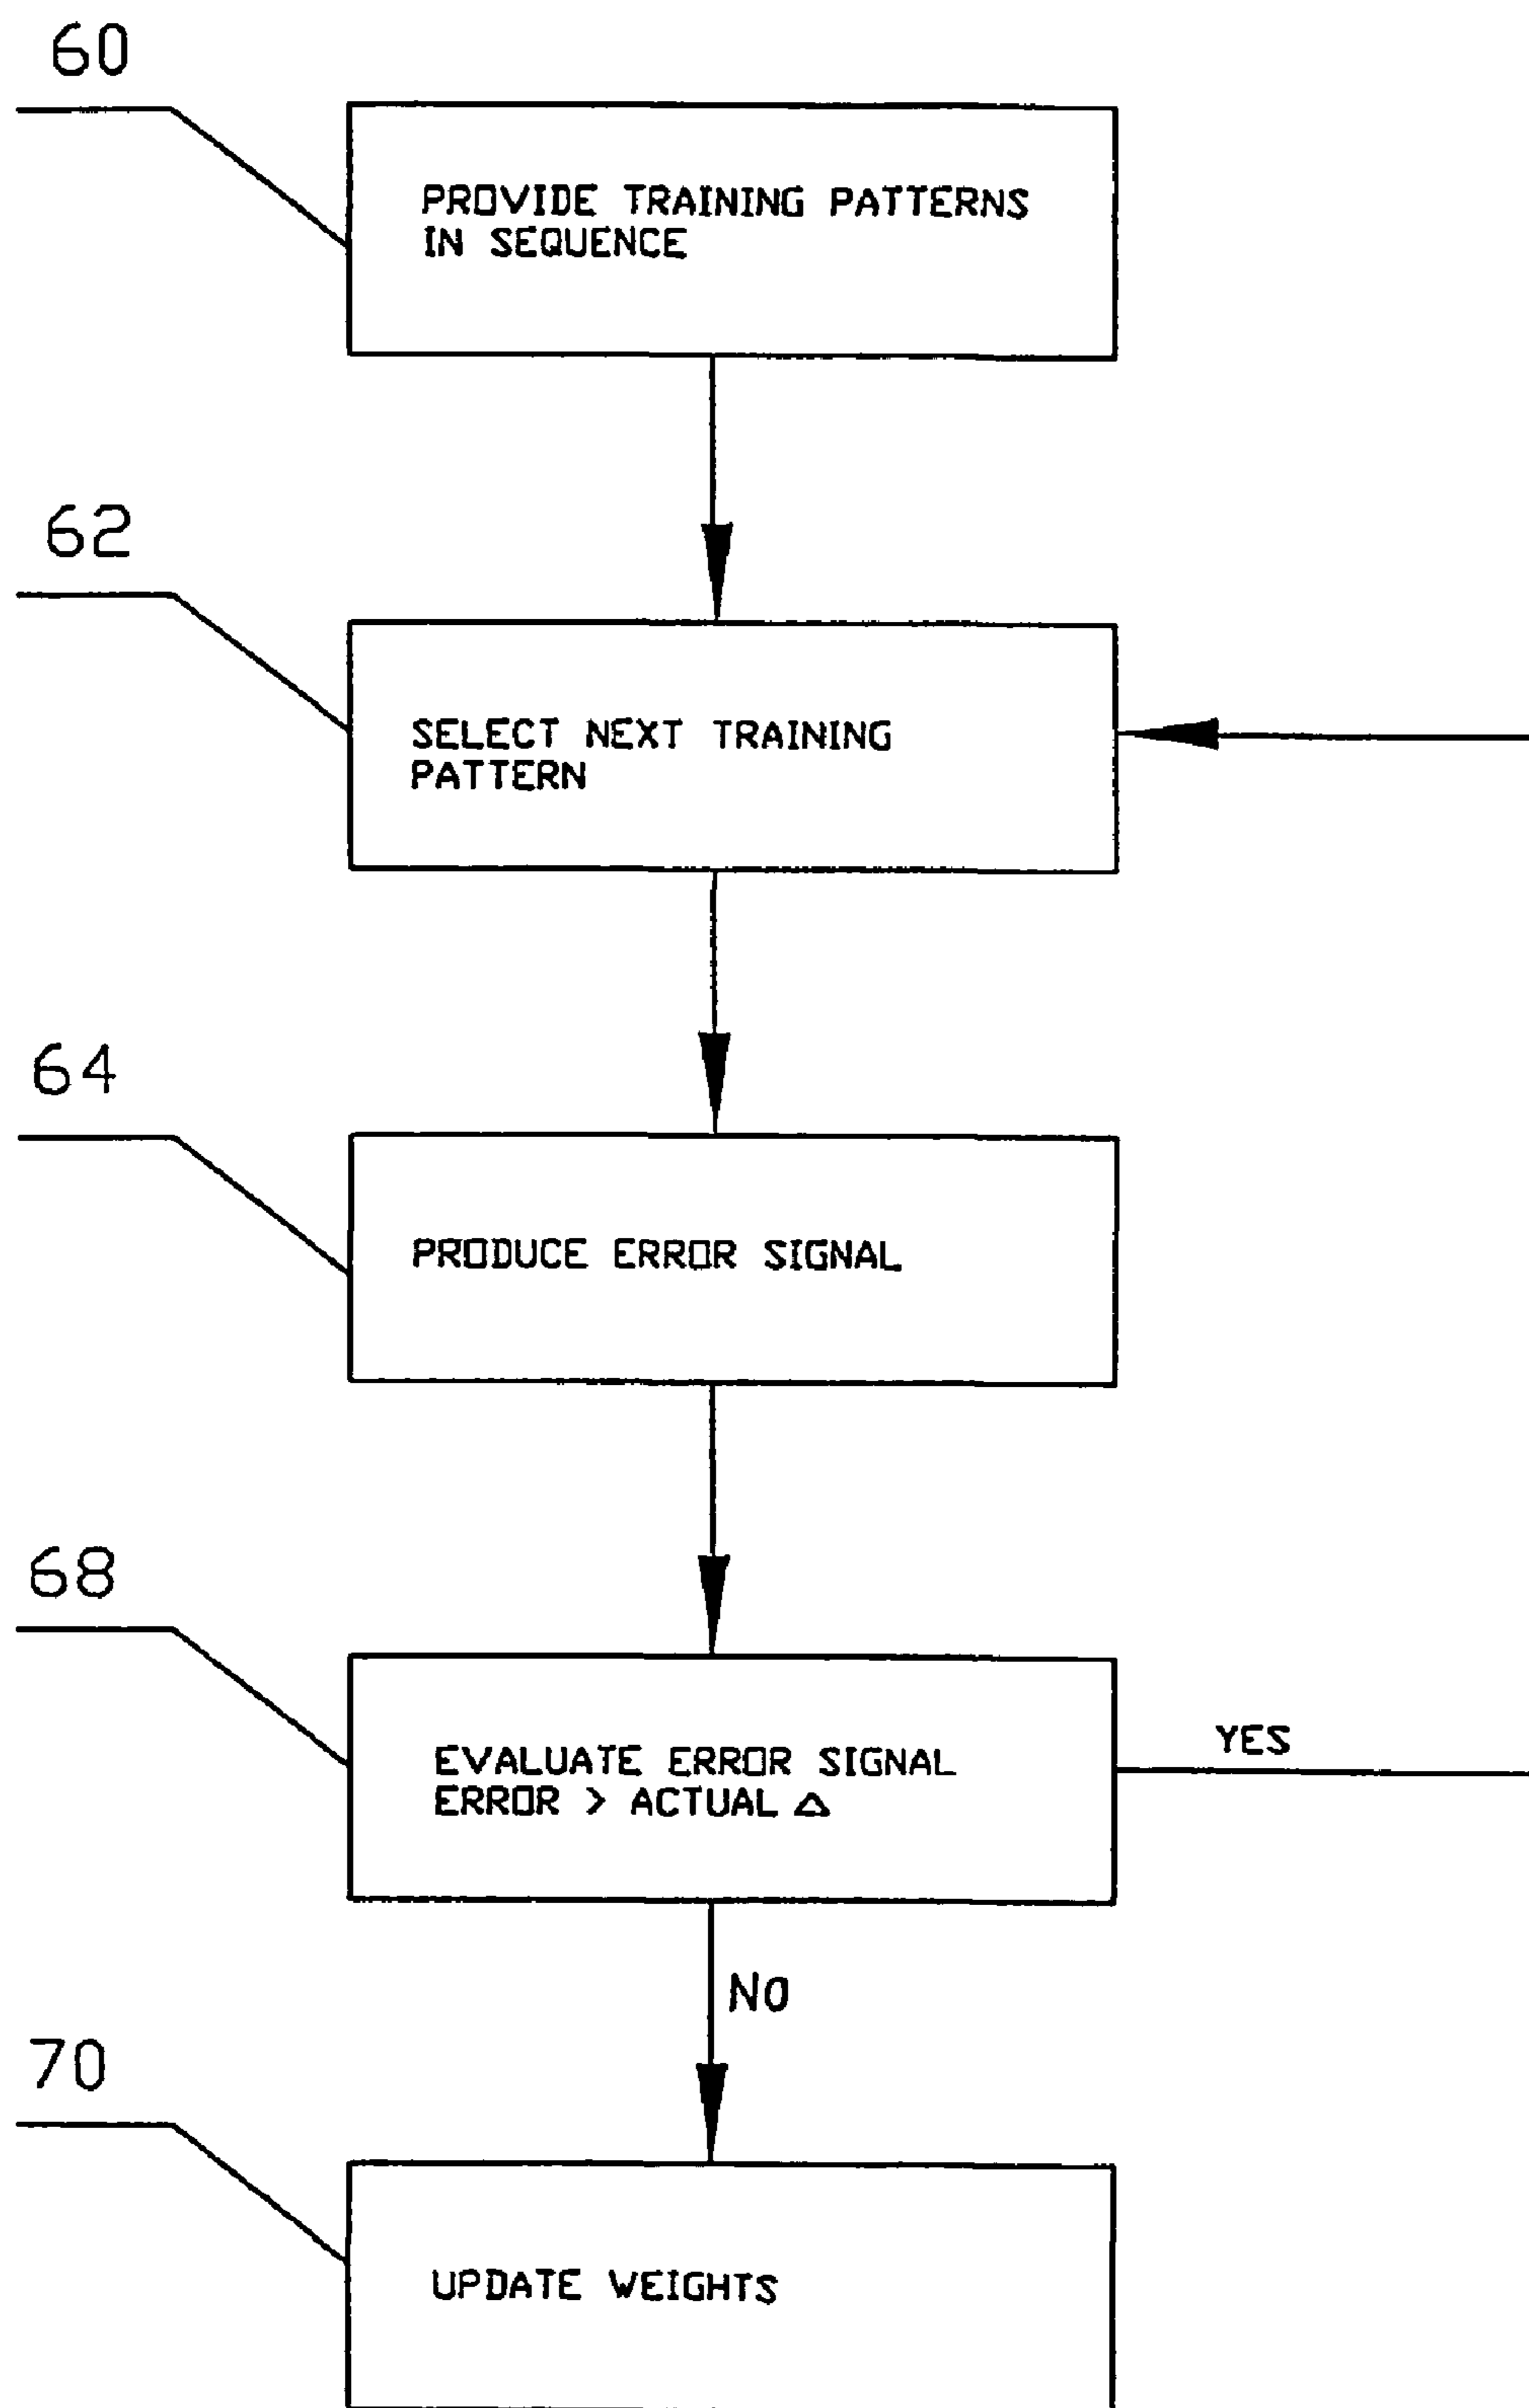 60
PROVIDE TRAINING PATTERNS
IN SEQUENCE
62
SELECT NEXT TRAINING
PATTERN
64
PRODUCE ERROR SIGNAL
68
EVALUATE ERROR SIGNAL
ERROR > ACTUAL Δ
YES
NO
70
UPDATE WEIGHTS